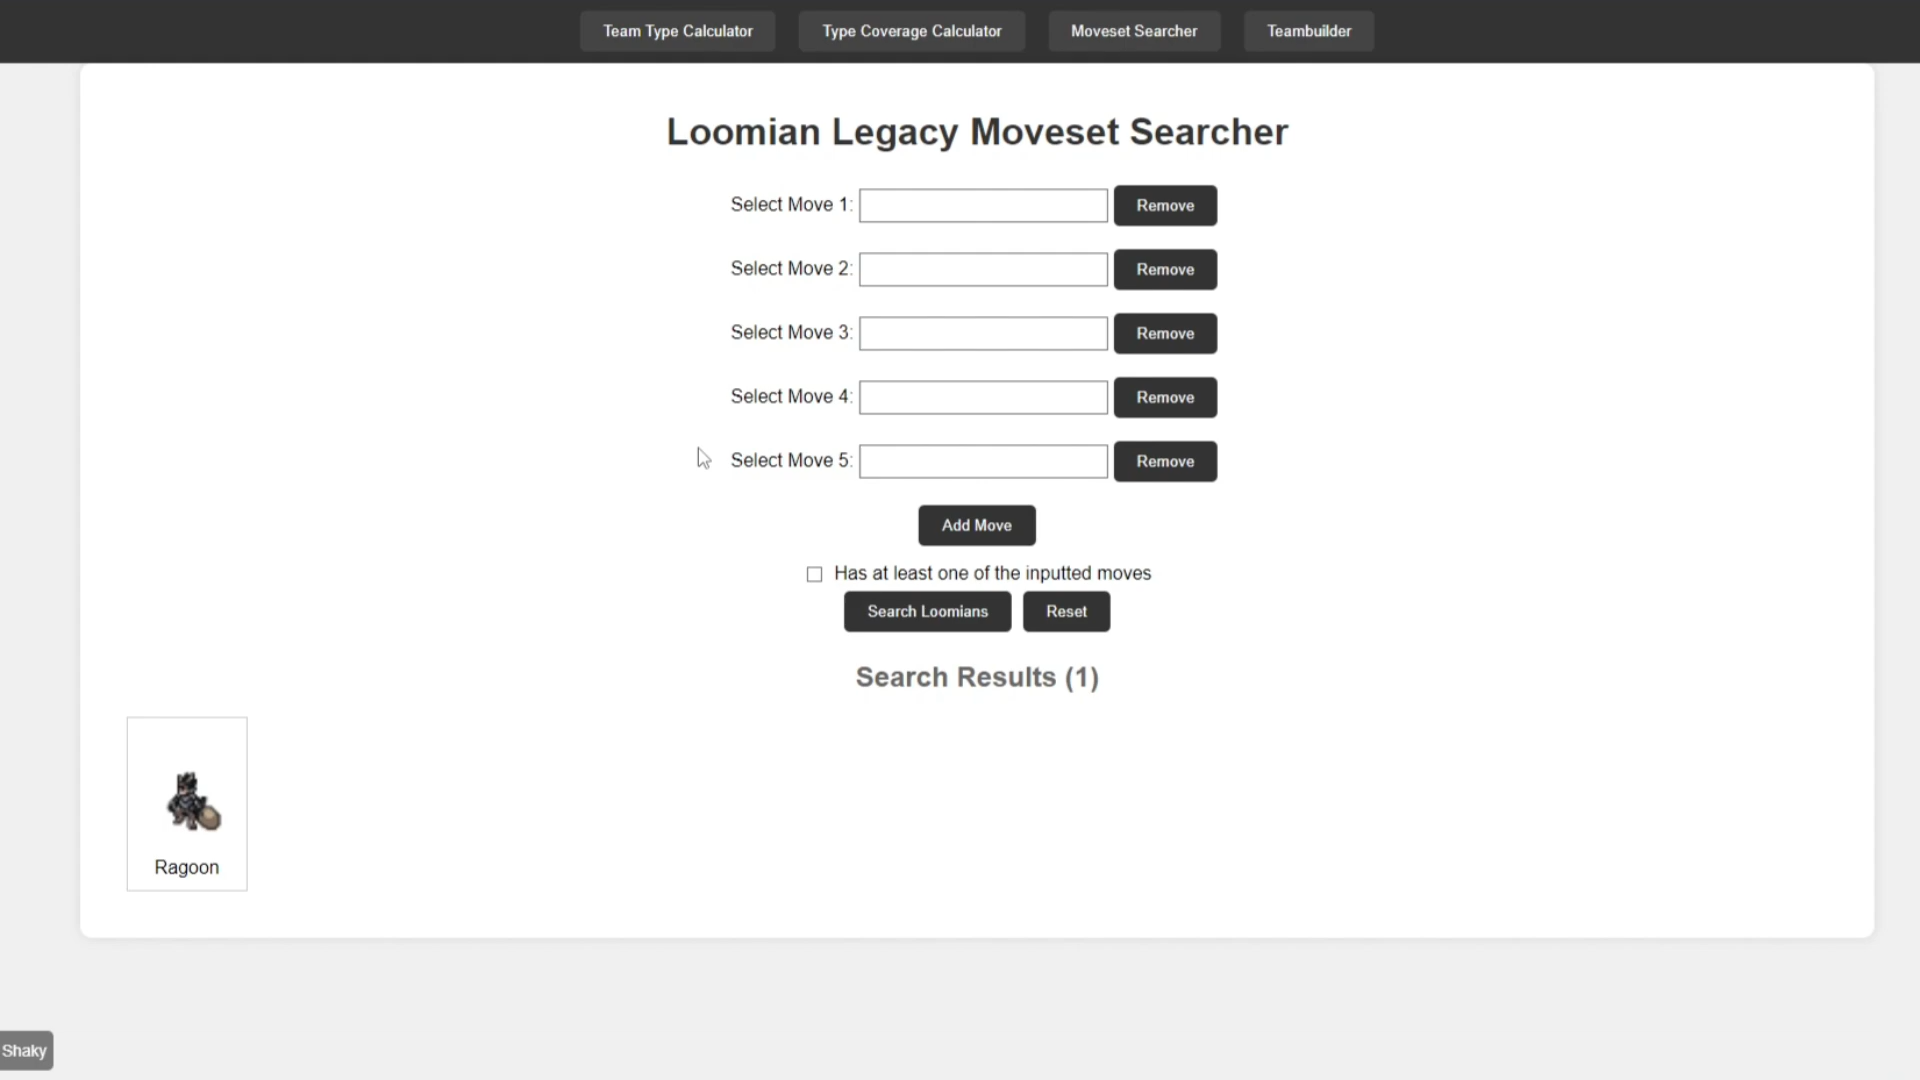 Team Type Calculator
Type Coverage Calculator
Moveset Searcher
Teambuilder
Loomian Legacy Moveset Searcher
Select Move 1: Remove
Select Move 2: Remove
Select Move 3: Remove
Select Move 4: Remove
Select Move 5: Remove
Add Move
Has at least one of the inputted moves
Search Loomians Reset
Search Results (1)
Ragoon
Shaky